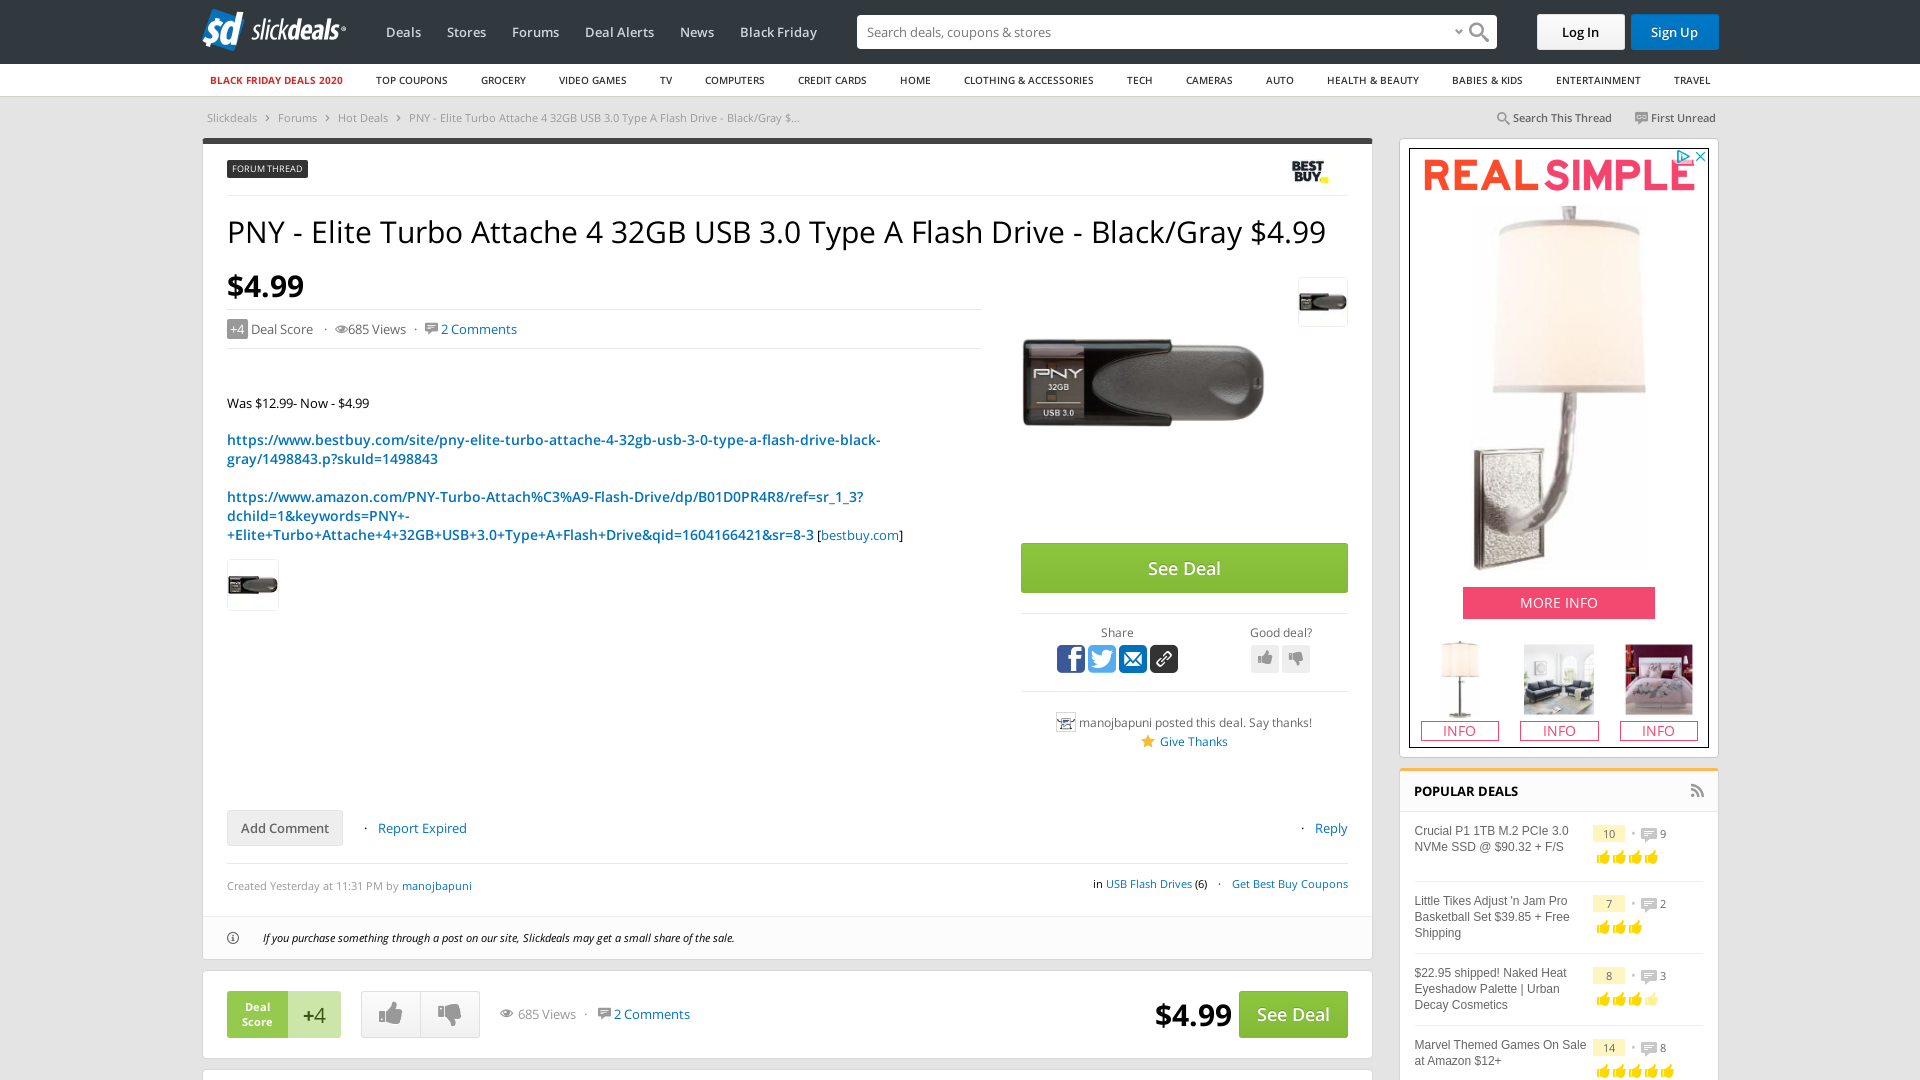 slickdeals
Deals
Stores
Forums
Deal Alerts
News
Black Friday
Search deals, coupons & shops
Log In
Sign Up
BLACK FRIDAY DEALS 2020
TOP COUPONS
GROCERY
VIDEO GAMES
TV
COMPUTERS
CREDIT CARDS
HOME
CLOTHING & ACCESSORIES
TECH
CAMERAS
AUTO
HEALTH & BEAUTY
BABIES & KIDS
ENTERTAINMENT
TRAVEL
Slickdeals › Forums › Hot Deals › PNY - Elite Turbo Attache 4 32GB USB 3.0 Type A Flash Drive - Black/Gray $...
Search This Thread
First Unread
FORUM THREAD
BEST
BUY
PNY - Elite Turbo Attache 4 32GB USB 3.0 Type A Flash Drive - Black/Gray $4.99
$4.99
+4 Deal Score · 685 Views · 2 Comments
Was $12.99- Now - $4.99
https://www.bestbuy.com/site/pny-elite-turbo-attache-4-32gb-usb-3-0-type-a-flash-drive-black-
gray/1498843.p?skuId=1498843
https://www.amazon.com/PNY-Turbo-Attach%C3%A9-Flash-Drive/dp/B01D0PR4R8/ref=sr_1_3?
dchild=1&keywords=PNY+-
+Elite+Turbo+Attache+4+32GB+USB+3.0+Type+A+Flash+Drive&qid=1604166421&sr=8-3 [bestbuy.com]
PNY
32GB
USB 3.0
See Deal
Share
Good deal?
manojbapuni posted this deal. Say thanks!
Give Thanks
Add Comment
· Report Expired
· Reply
Created Yesterday at 11:31 PM by manojbapuni
in USB Flash Drives (6) · Get Best Buy Coupons
If you purchase something through a post on our site, Slickdeals may get a small share of the sale.
Deal
Score
+4
685 Views · 2 Comments
$4.99
See Deal
REAL SIMPLE
MORE INFO
INFO
INFO
INFO
POPULAR DEALS
Crucial P1 1TB M.2 PCIe 3.0
NVMe SSD @ $90.32 + F/S
10 · 9
Little Tikes Adjust 'n Jam Pro
Basketball Set $39.85 + Free
Shipping
7 · 2
$22.95 shipped! Naked Heat
Eyeshadow Palette | Urban
Decay Cosmetics
8 · 3
Marvel Themed Games On Sale
at Amazon $12+
14 · 8